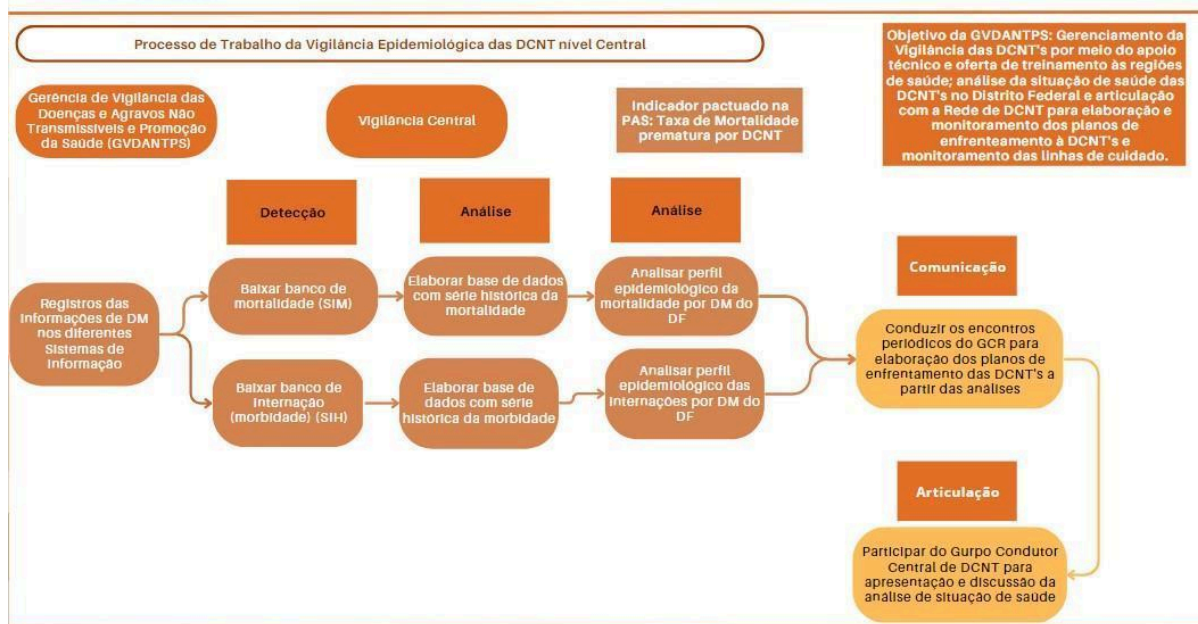 Processo de Trabalho da Vigilância Epidemiológica das DCNT nível Central
Objetivo da GVDANTPS: Gerenciamento da
Vigilância das DCNT's por meio do apoio
técnico e oferta de treinamento às regiões
de saúde; análise da situação de saúde das
DCNT's no Distrito Federal e articulação
com a Rede de DCNT para elaboração e
monitoramento dos planos de
enfrenteamento à DCNT's e
monitoramento das linhas de cuidado.
Gerência de Vigilância das
Doenças e Agravos Não
Transmissíveis e Promoção
da Saúde (GVDANTPS)
Vigilância Central
Indicador pactuado na
PAS: Taxa de Mortalidade
prematura por DCNT
Detecção
Análise
Análise
Registros das
Informações de DM
nos diferentes
Sistemas de
Informação
Baixar banco de
mortalidade (SIM)
Elaborar base de dados
com série histórica da
mortalidade
Analisar perfil
epidemiológico da
mortalidade por DM do
DF
Baixar banco de
Internação
(morbidade) (SIH)
Elaborar base de
dados com série
histórica da morbidade
Analisar perfil
epidemiológico das
internações por DM do
DF
Comunicação
Conduzir os encontros
periódicos do GCR para
elaboração dos planos de
enfrentamento das DCNT's a
partir das análises
Articulação
Participar do Gurpo Condutor
Central de DCNT para
apresentação e discussão da
análise de situação de saúde